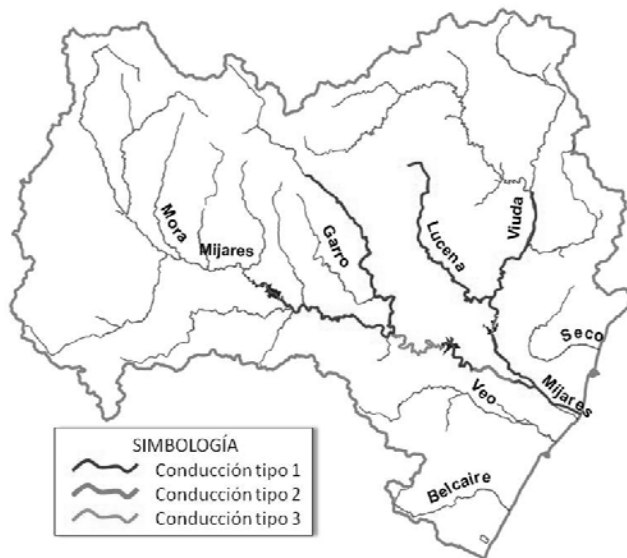 Mora
Mijares
Garro
Lucena
Viuda
Seco
Mijares
Veo
Belcaire
SIMBOLOGÍA
Conducción tipo 1
Conducción tipo 2
Conducción tipo 3